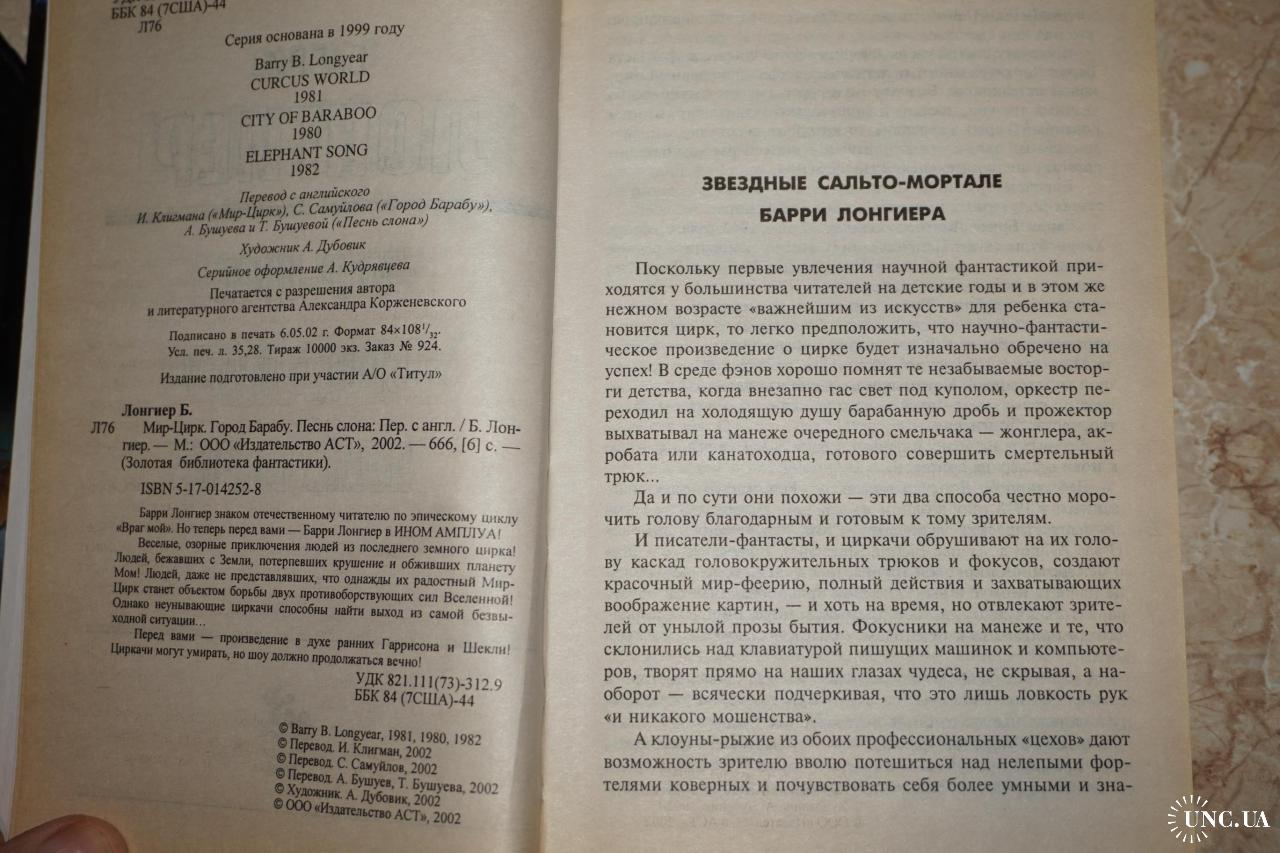 УДК
ББК 84 (7США)-44
Л76
Серия основана в 1999 году
Barry B. Longyear
CURCUS WORLD
1981
CITY OF BARABOO
1980
ELEPHANT SONG
1982
Перевод с английского
И. Клигмана («Мир-Цирк»), С. Самуйлова («Город Барабу»),
А. Бушуева и Т. Бушуевой («Песнь слона»)
Художник А. Дубовик
Серийное оформление А. Кудрявцева
Печатается с разрешения автора
и литературного агентства Александра Корженевского
Подписано в печать 6.05.02 г. Формат 84×108¹/₃₂.
Усл. печ. л. 35,28. Тираж 10000 экз. Заказ № 924.
Издание подготовлено при участии А/О «Титул»
Лонгиер Б.
Л76 Мир-Цирк. Город Барабу. Песнь слона: Пер. с англ. / Б. Лон-
гиер. — М.: ООО «Издательство АСТ», 2002. — 666, [6] с. —
(Золотая библиотека фантастики).
ISBN 5-17-014252-8
Барри Лонгиер знаком отечественному читателю по эпическому циклу
«Враг мой». Но теперь перед вами — Барри Лонгиер в ИНОМ АМПЛУА!
Веселые, озорные приключения людей из последнего земного цирка!
Людей, бежавших с Земли, потерпевших крушение и обживших планету
Мом! Людей, даже не представлявших, что однажды их радостный Мир-
Цирк станет объектом борьбы двух противоборствующих сил Вселенной!
Однако неунывающие циркачи способны найти выход из самой безвы-
ходной ситуации...
Перед вами — произведение в духе ранних Гаррисона и Шекли!
Циркачи могут умирать, но шоу должно продолжаться вечно!
УДК 821.111(73)-312.9
ББК 84 (7США)-44
© Barry B. Longyear, 1981, 1980, 1982
© Перевод. И. Клигман, 2002
© Перевод. С. Самуйлов, 2002
© Перевод. А. Бушуев, Т. Бушуева, 2002
© Художник. А. Дубовик, 2002
© ООО «Издательство АСТ», 2002
ЗВЕЗДНЫЕ САЛЬТО-МОРТАЛЕ
БАРРИ ЛОНГИЕРА
Поскольку первые увлечения научной фантастикой при-
ходятся у большинства читателей на детские годы и в этом же
нежном возрасте «важнейшим из искусств» для ребенка ста-
новится цирк, то легко предположить, что научно-фантасти-
ческое произведение о цирке будет изначально обречено на
успех! В среде фэнов хорошо помнят те незабываемые востор-
ги детства, когда внезапно гас свет под куполом, оркестр пе-
реходил на холодящую душу барабанную дробь и прожектор
выхватывал на манеже очередного смельчака — жонглера, ак-
робата или канатоходца, готового совершить смертельный
трюк...
Да и по сути они похожи — эти два способа честно моро-
чить голову благодарным и готовым к тому зрителям.
И писатели-фантасты, и циркачи обрушивают на их голо-
ву каскад головокружительных трюков и фокусов, создают
красочный мир-феерию, полный действия и захватывающих
воображение картин, — и хоть на время, но отвлекают зрите-
лей от унылой прозы бытия. Фокусники на манеже и те, что
склонились над клавиатурой пишущих машинок и компьюте-
ров, творят прямо на наших глазах чудеса, не скрывая, а на-
оборот — всячески подчеркивая, что это лишь ловкость рук
«и никакого мошенства».
А клоуны-рыжие из обоих профессиональных «цехов» дают
возможность зрителю вволю потешиться над нелепыми фор-
телями коверных и почувствовать себя более умными и зна-
UNC.UA